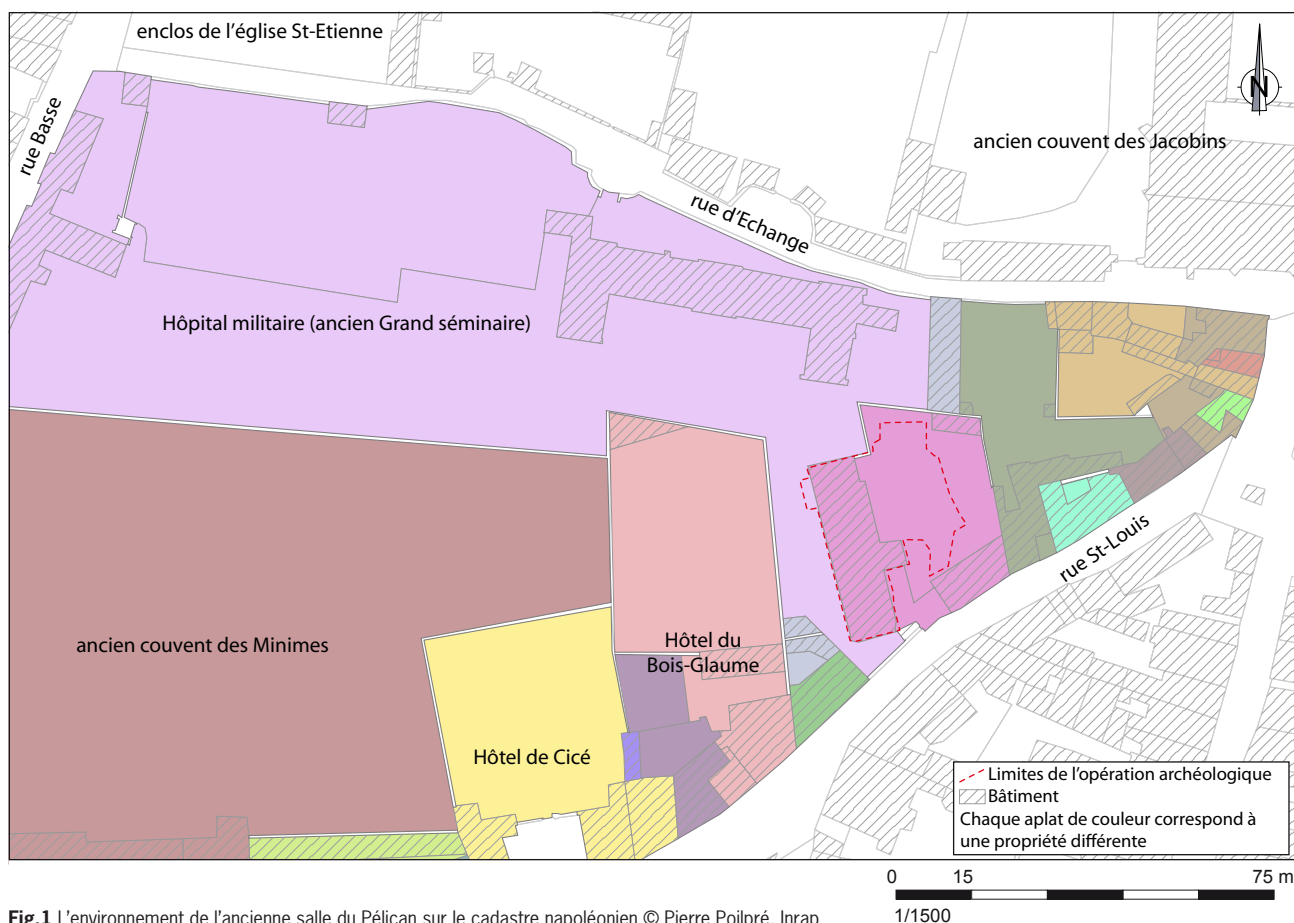 enclos de l'église St-Etienne
N
rue Basse
ancien couvent des Jacobins
rue d'Echange
Hôpital militaire (ancien Grand séminaire)
rue St-Louis
ancien couvent des Minimes
Hôtel du
Bois-Glaume
Hôtel de Cicé
Limites de l'opération archéologique
Bâtiment
Chaque aplat de couleur correspond à
une propriété différente
0 15 75 m
1/1500
Fig.1 L'environnement de l'ancienne salle du Pélican sur le cadastre napoléonien © Pierre Poilpré, Inrap